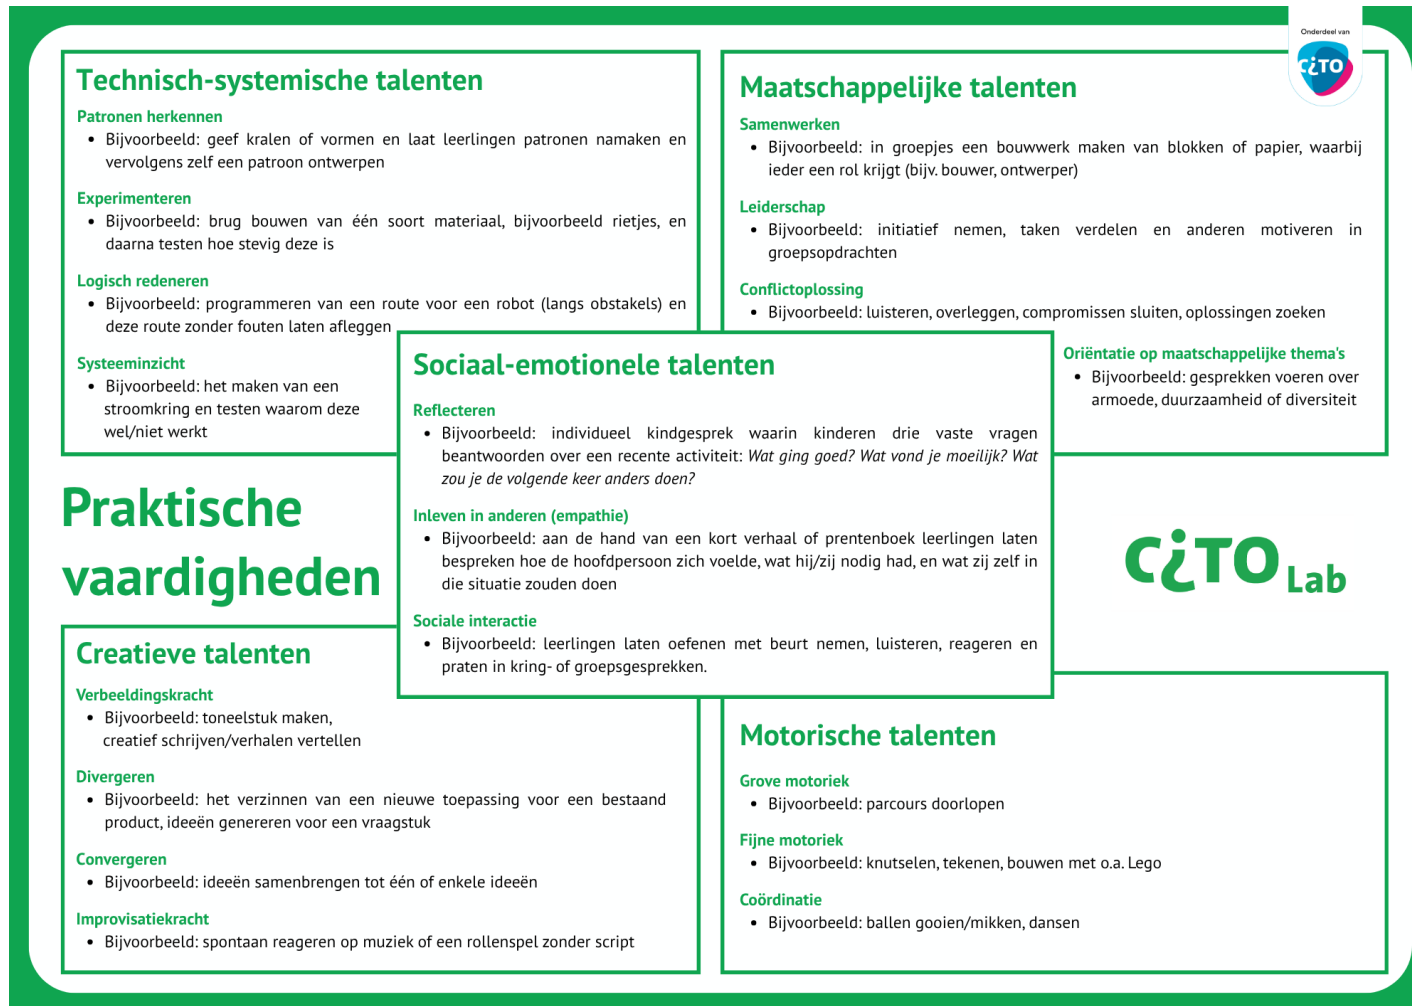 Onderdeel van
CiTO
Technisch-systemische talenten
Patronen herkennen
• Bijvoorbeeld: geef kralen of vormen en laat leerlingen patronen namaken en
vervolgens zelf een patroon ontwerpen
Experimenteren
• Bijvoorbeeld: brug bouwen van één soort materiaal, bijvoorbeeld rietjes, en
daarna testen hoe stevig deze is
Logisch redeneren
• Bijvoorbeeld: programmeren van een route voor een robot (langs obstakels) en
deze route zonder fouten laten afleggen
Systeeminzicht
• Bijvoorbeeld: het maken van een
stroomkring en testen waarom deze
wel/niet werkt
Maatschappelijke talenten
Samenwerken
• Bijvoorbeeld: in groepjes een bouwwerk maken van blokken of papier, waarbij
ieder een rol krijgt (bijv. bouwer, ontwerper)
Leiderschap
• Bijvoorbeeld: initiatief nemen, taken verdelen en anderen motiveren in
groepsopdrachten
Conflictoplossing
• Bijvoorbeeld: luisteren, overleggen, compromissen sluiten, oplossingen zoeken
Oriëntatie op maatschappelijke thema's
• Bijvoorbeeld: gesprekken voeren over
armoede, duurzaamheid of diversiteit
Sociaal-emotionele talenten
Reflecteren
• Bijvoorbeeld: individueel kindgesprek waarin kinderen drie vaste vragen
beantwoorden over een recente activiteit: Wat ging goed? Wat vond je moeilijk? Wat
zou je de volgende keer anders doen?
Inleven in anderen (empathie)
• Bijvoorbeeld: aan de hand van een kort verhaal of prentenboek leerlingen laten
bespreken hoe de hoofdpersoon zich voelde, wat hij/zij nodig had, en wat zij zelf in
die situatie zouden doen
Sociale interactie
• Bijvoorbeeld: leerlingen laten oefenen met beurt nemen, luisteren, reageren en
praten in kring- of groepsgesprekken.
Praktische
vaardigheden
CiTO Lab
Creatieve talenten
Verbeeldingskracht
• Bijvoorbeeld: toneelstuk maken,
creatief schrijven/verhalen vertellen
Divergeren
• Bijvoorbeeld: het verzinnen van een nieuwe toepassing voor een bestaand
product, ideeën genereren voor een vraagstuk
Convergeren
• Bijvoorbeeld: ideeën samenbrengen tot één of enkele ideeën
Improvisatiekracht
• Bijvoorbeeld: spontaan reageren op muziek of een rollenspel zonder script
Motorische talenten
Grove motoriek
• Bijvoorbeeld: parcours doorlopen
Fijne motoriek
• Bijvoorbeeld: knutselen, tekenen, bouwen met o.a. Lego
Coördinatie
• Bijvoorbeeld: ballen gooien/mikken, dansen